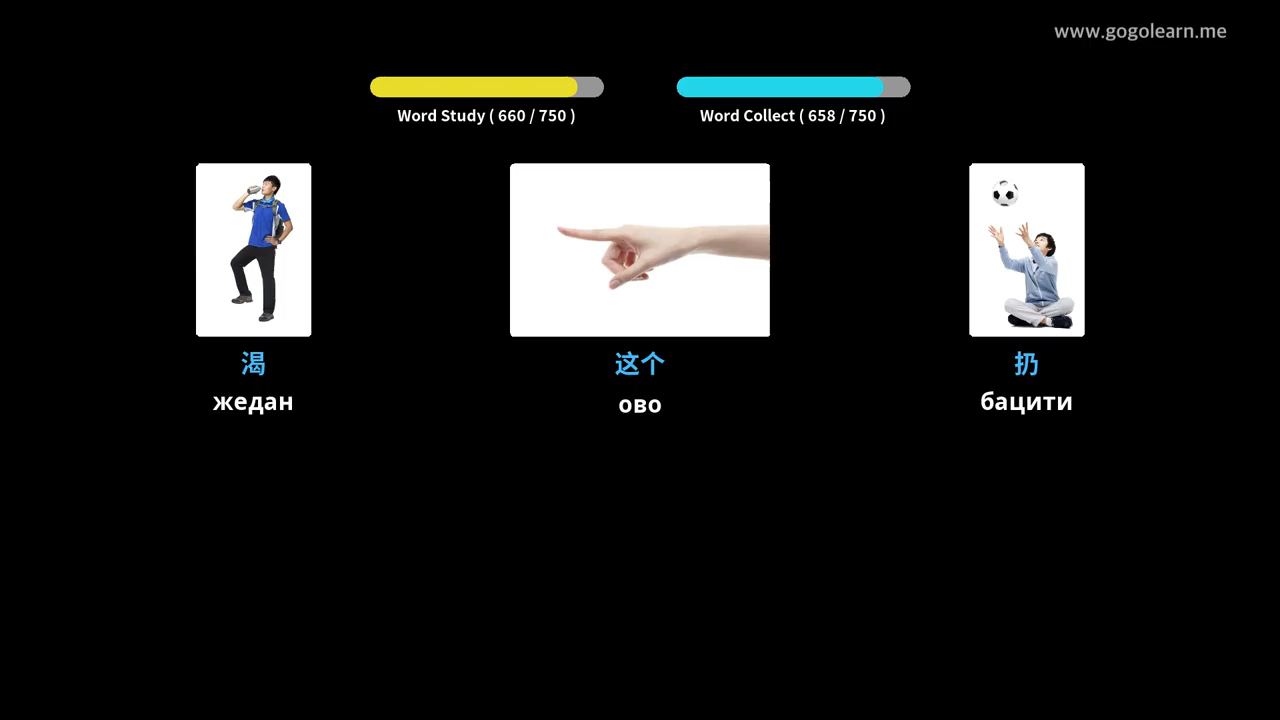 www.gogolearn.me
Word Study ( 660 / 750 )
Word Collect ( 658 / 750 )
渴
жедан
这个
ово
扔
бацити